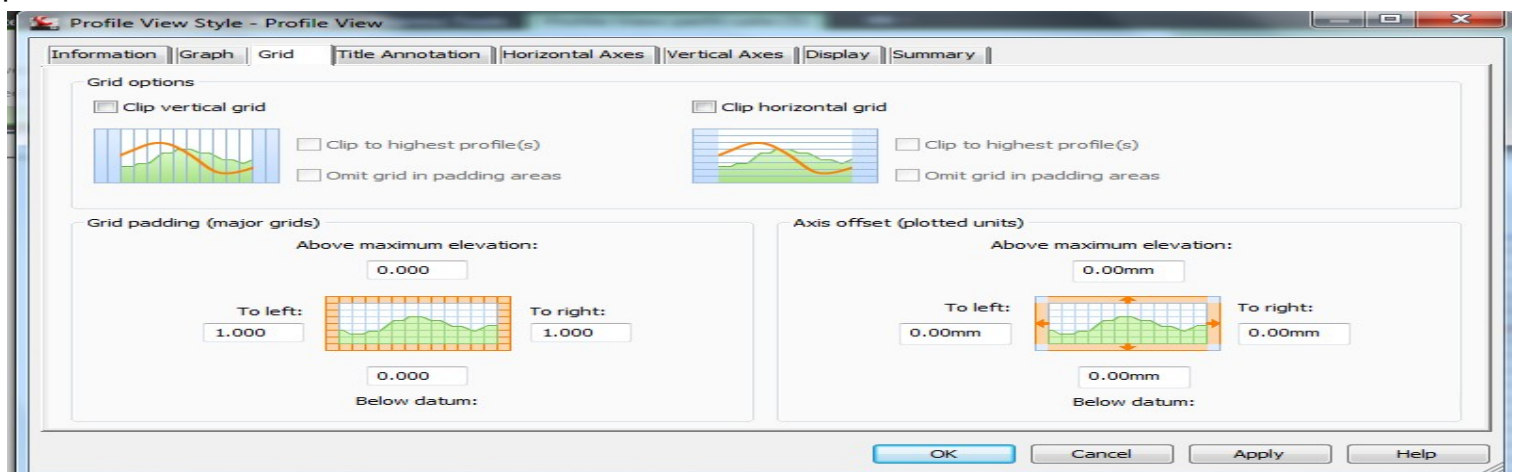 Profile View Style - Profile View
Information Graph Grid Title Annotation Horizontal Axes Vertical Axes Display Summary
Grid options
Clip vertical grid
Clip to highest profile(s)
Omit grid in padding areas
Clip horizontal grid
Clip to highest profile(s)
Omit grid in padding areas
Grid padding (major grids)
Above maximum elevation:
0.000
To left:
1.000
To right:
1.000
0.000
Below datum:
Axis offset (plotted units)
Above maximum elevation:
0.00mm
To left:
0.00mm
To right:
0.00mm
0.00mm
Below datum:
OK Cancel Apply Help